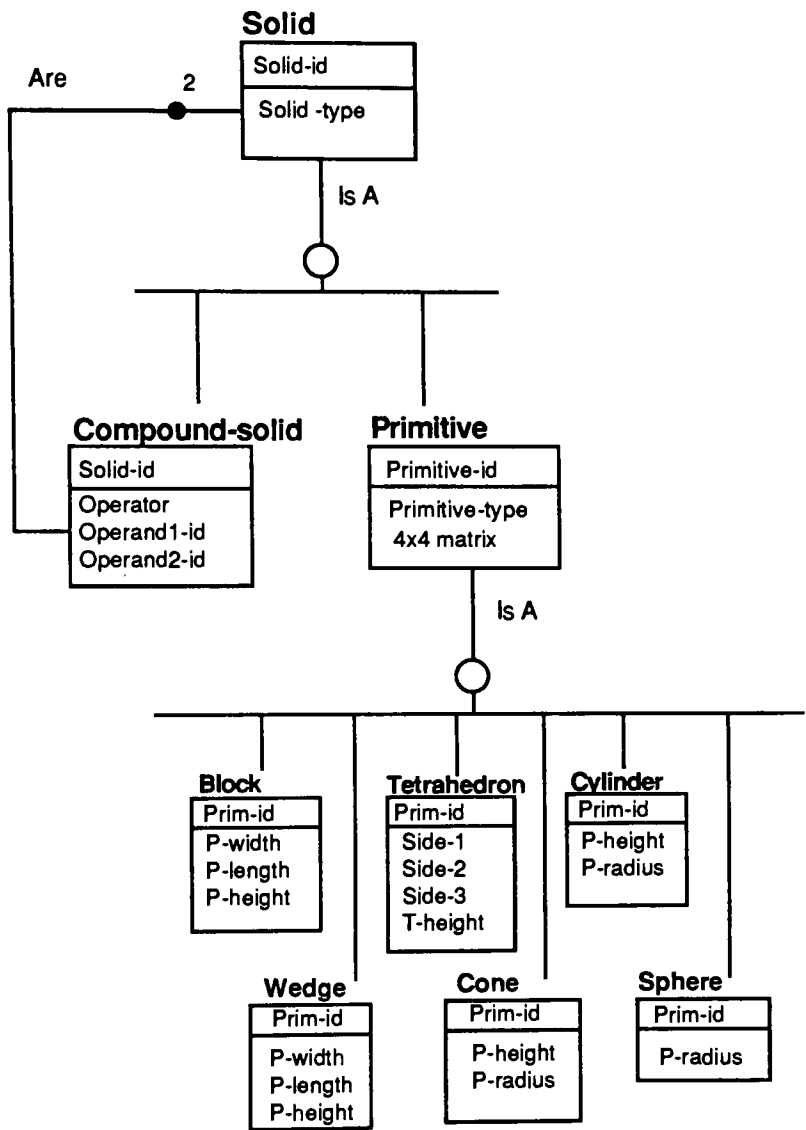 Solid
Solid-id
Are
2
Solid -type
Is A
Compound-solid
Solid-id
Operator
Operand1-id
Operand2-id
Primitive
Primitive-id
Primitive-type
4x4 matrix
Is A
Block
Prim-id
P-width
P-length
P-height
Tetrahedron
Prim-id
Side-1
Side-2
Side-3
T-height
Cylinder
Prim-id
P-height
P-radius
Wedge
Prim-id
P-width
P-length
P-height
Cone
Prim-id
P-height
P-radius
Sphere
Prim-id
P-radius